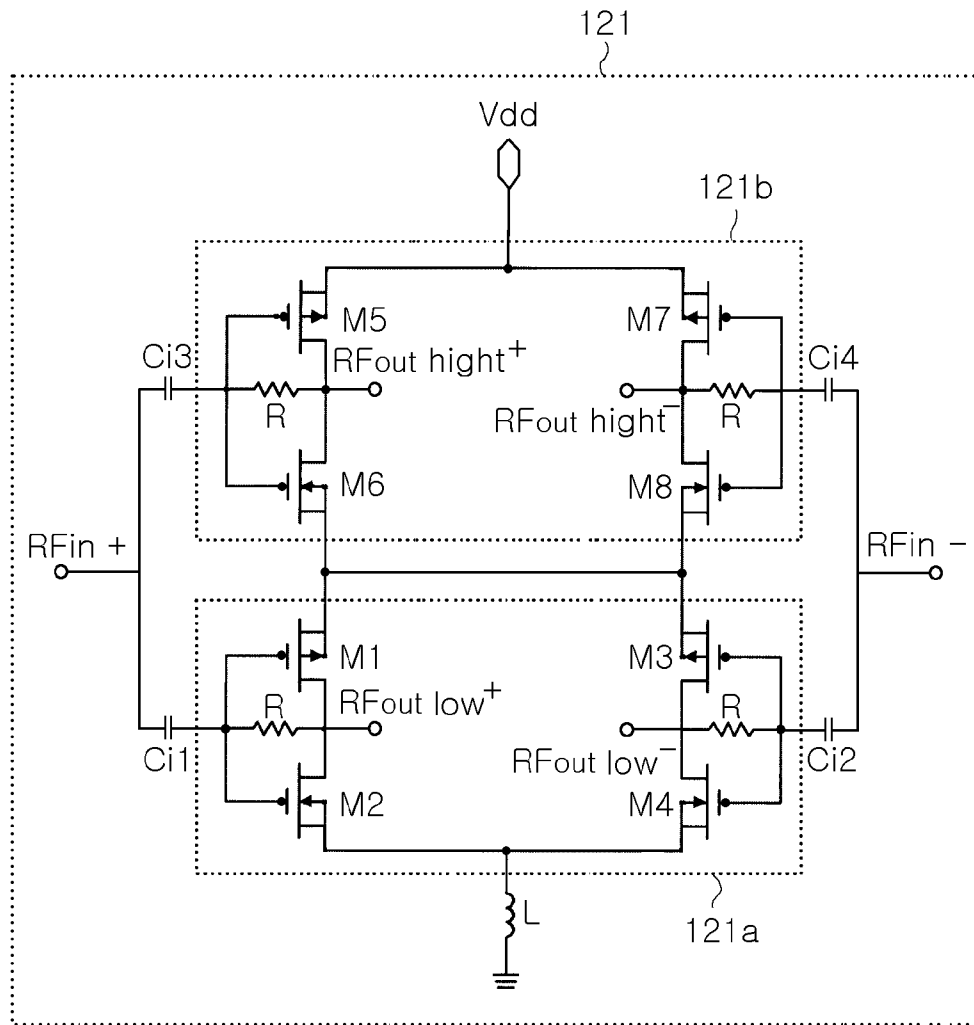 121
Vdd
121b
M5
M7
Ci3
RFout hight+
Ci4
R
RFout hight−
R
M6
M8
RFin +
RFin −
M1
M3
R
RFout low+
R
Ci1
RFout low−
Ci2
M2
M4
L
121a